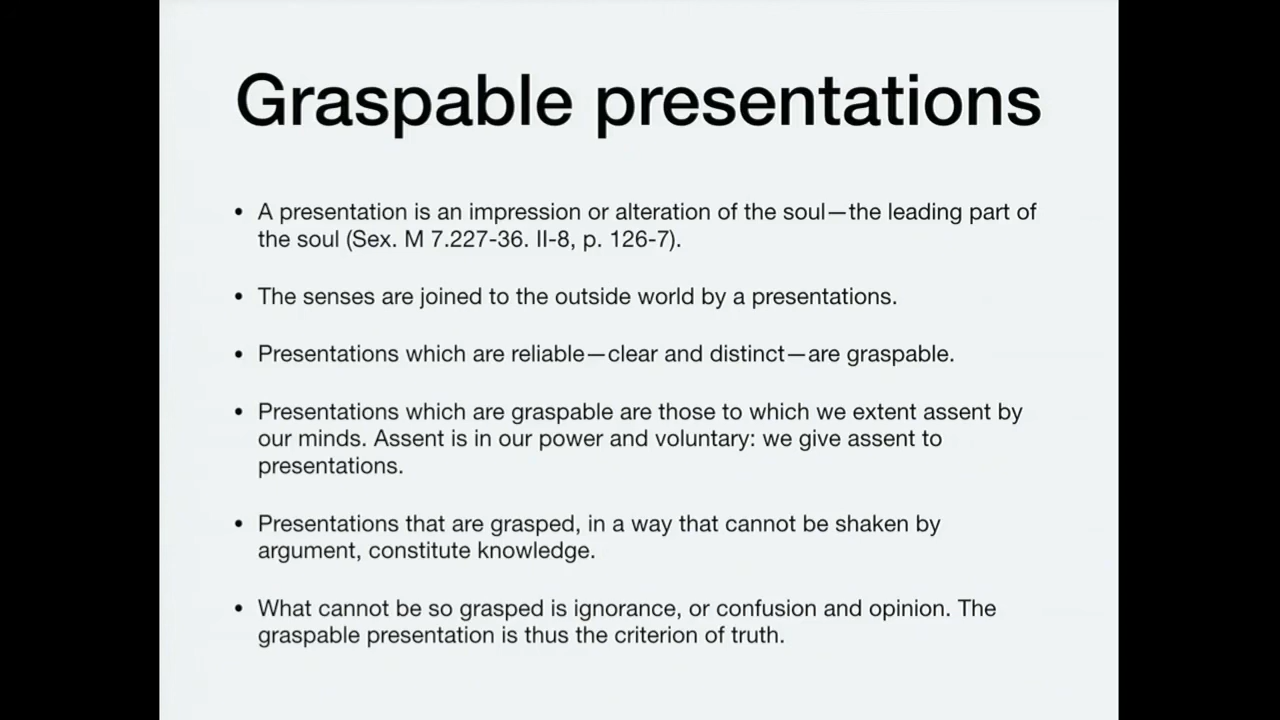 Graspable presentations
• A presentation is an impression or alteration of the soul—the leading part of
the soul (Sex. M 7.227-36. II-8, p. 126-7).
• The senses are joined to the outside world by a presentations.
• Presentations which are reliable—clear and distinct—are graspable.
• Presentations which are graspable are those to which we extent assent by
our minds. Assent is in our power and voluntary: we give assent to
presentations.
• Presentations that are grasped, in a way that cannot be shaken by
argument, constitute knowledge.
• What cannot be so grasped is ignorance, or confusion and opinion. The
graspable presentation is thus the criterion of truth.